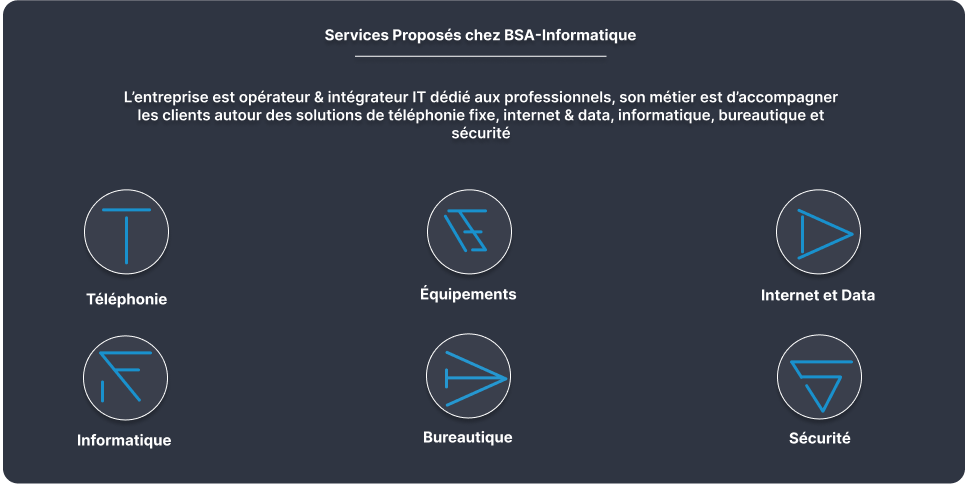 Services Proposés chez BSA-Informatique
L’entreprise est opérateur & intégrateur IT dédié aux professionnels, son métier est d’accompagner
les clients autour des solutions de téléphonie fixe, internet & data, informatique, bureautique et
sécurité
Téléphonie
Équipements
Internet et Data
Informatique
Bureautique
Sécurité